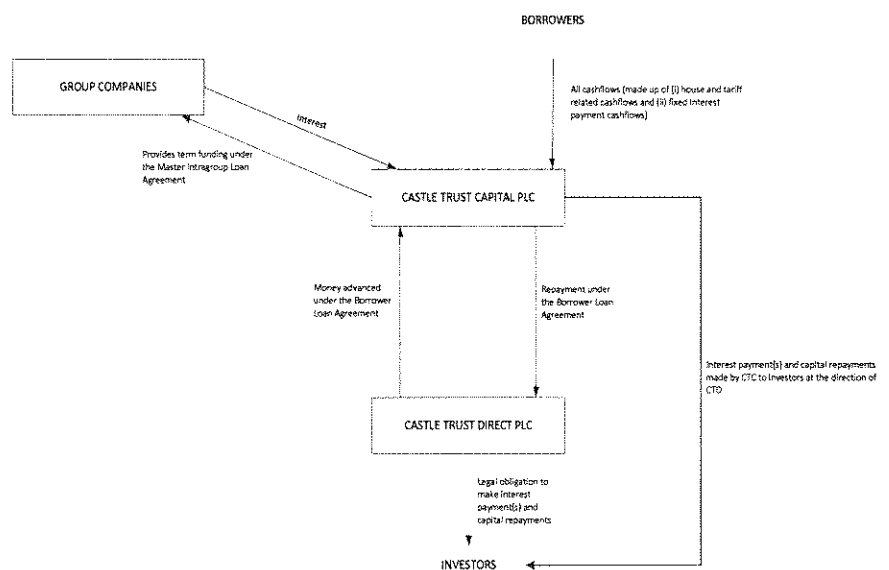 BORROWERS
GROUP COMPANIES
All cashflows (made up of (i) house and tariff
related cashflows and (ii) fixed interest
payment cashflows)
Interest
Provides term funding under
the Master Intragroup Loan
Agreement
CASTLE TRUST CAPITAL PLC
Money advanced
under the Borrower
Loan Agreement
Repayment under
the Borrower Loan
Agreement
Interest payment(s) and capital repayments
made by CTC to Investors at the direction of
CTD
CASTLE TRUST DIRECT PLC
Legal obligation to
make interest
payment(s) and
capital repayments
INVESTORS